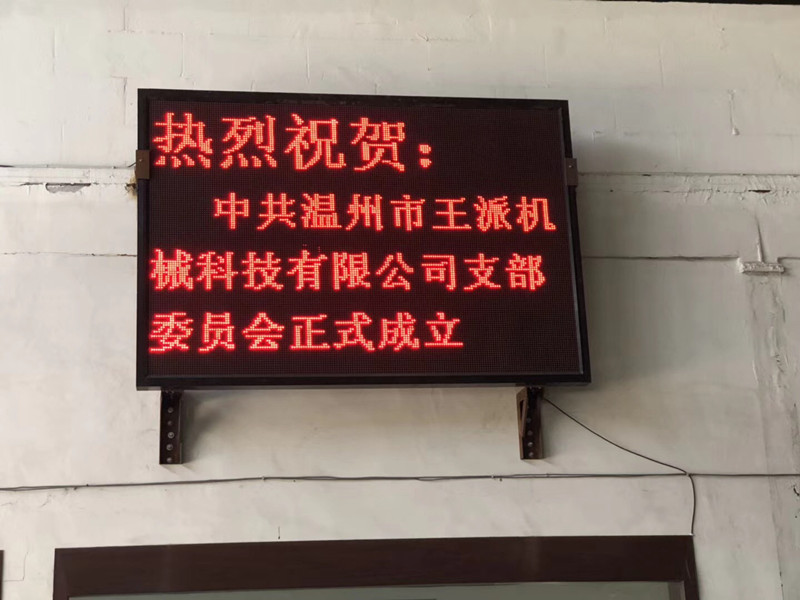 热烈祝贺：
中共温州市王派机
械科技有限公司支部
委员会正式成立